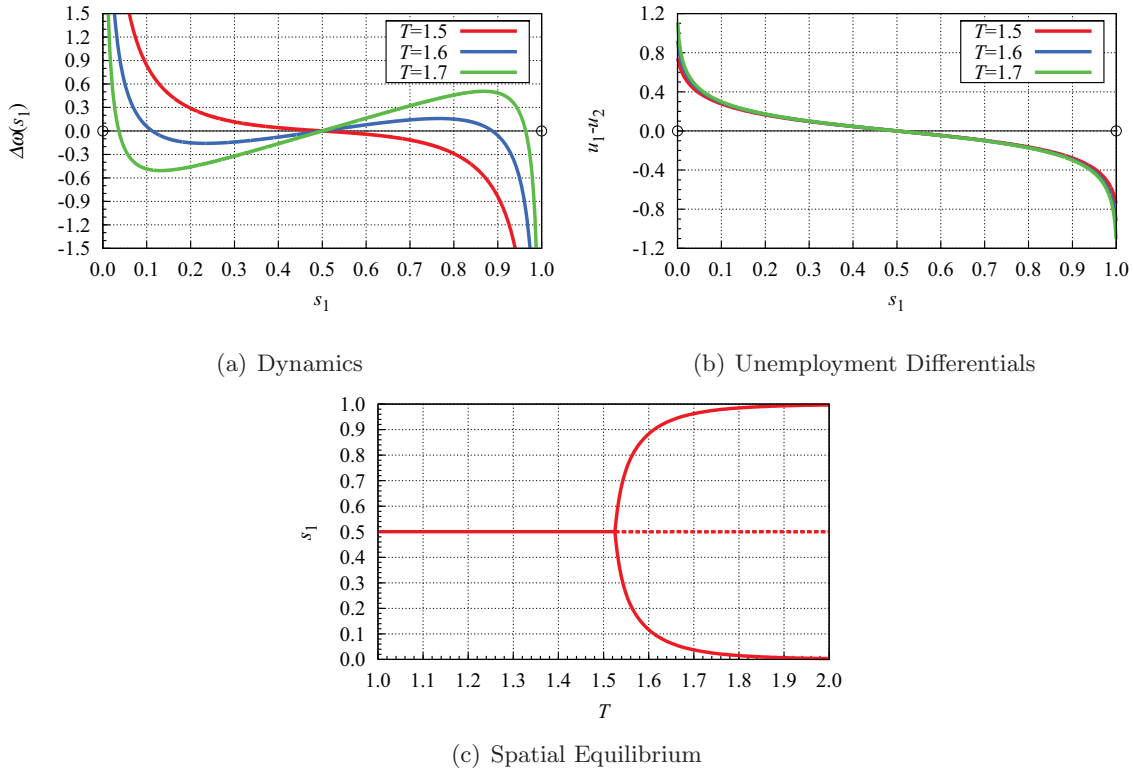 Δω(s1)
1.5
1.2
0.9
0.6
0.3
0.0
-0.3
-0.6
-0.9
-1.2
-1.5
T=1.5
T=1.6
T=1.7
0.0 0.1 0.2 0.3 0.4 0.5 0.6 0.7 0.8 0.9 1.0
s1
(a) Dynamics
u1-u2
1.2
0.8
0.4
0.0
-0.4
-0.8
-1.2
T=1.5
T=1.6
T=1.7
0.0 0.1 0.2 0.3 0.4 0.5 0.6 0.7 0.8 0.9 1.0
s1
(b) Unemployment Differentials
s1
1.0
0.9
0.8
0.7
0.6
0.5
0.4
0.3
0.2
0.1
0.0
1.0 1.1 1.2 1.3 1.4 1.5 1.6 1.7 1.8 1.9 2.0
T
(c) Spatial Equilibrium